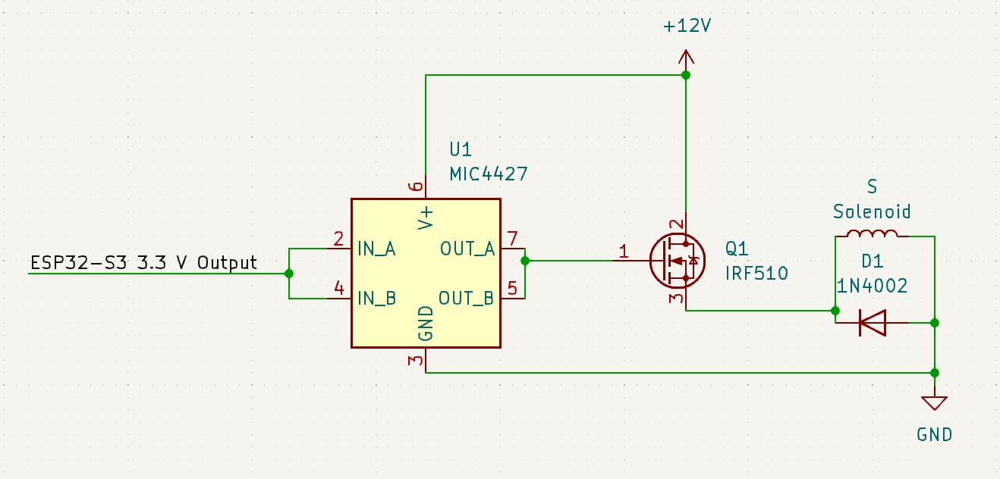 +12V
U1
MIC4427
6
V+
S
Solenoid
2
ESP32-S3 3.3 V Output
2
IN_A
OUT_A
7
1
Q1
IRF510
D1
1N4002
4
IN_B
OUT_B
5
3
GND
3
GND